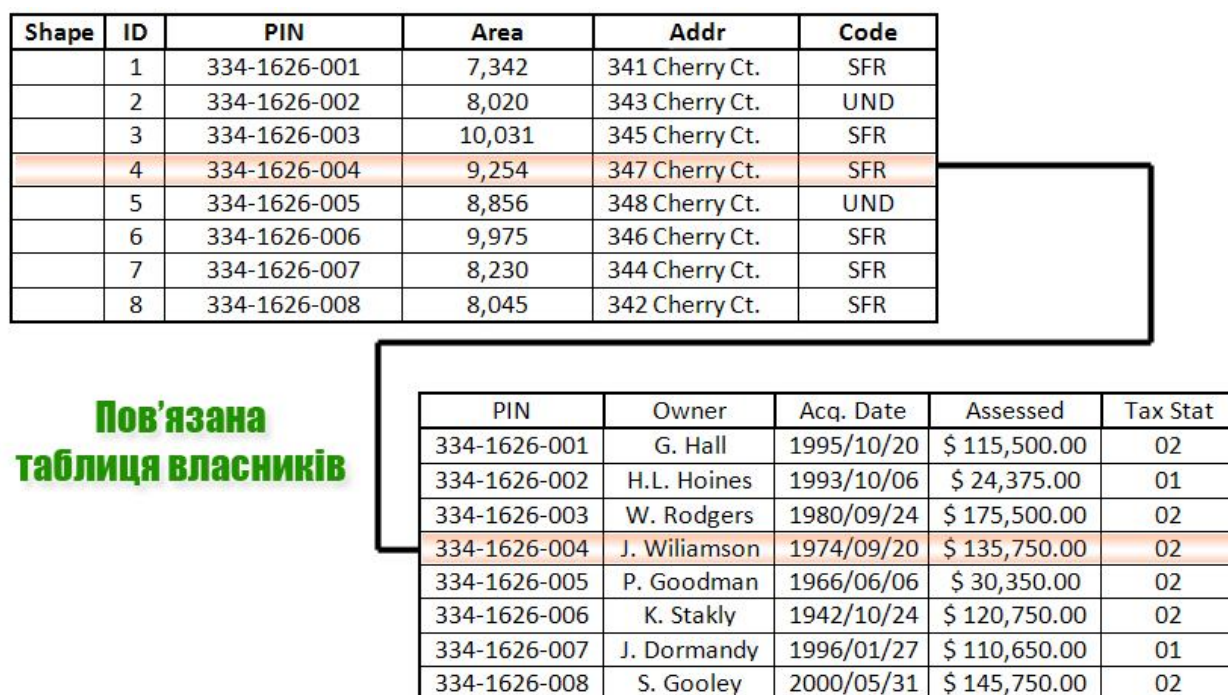 Shape ID PIN Area Addr Code
1 334-1626-001 7,342 341 Cherry Ct. SFR
2 334-1626-002 8,020 343 Cherry Ct. UND
3 334-1626-003 10,031 345 Cherry Ct. SFR
4 334-1626-004 9,254 347 Cherry Ct. SFR
5 334-1626-005 8,856 348 Cherry Ct. UND
6 334-1626-006 9,975 346 Cherry Ct. SFR
7 334-1626-007 8,230 344 Cherry Ct. SFR
8 334-1626-008 8,045 342 Cherry Ct. SFR
Пов’язана
таблиця власників
PIN Owner Acq. Date Assessed Tax Stat
334-1626-001 G. Hall 1995/10/20 $ 115,500.00 02
334-1626-002 H.L. Hoines 1993/10/06 $ 24,375.00 01
334-1626-003 W. Rodgers 1980/09/24 $ 175,500.00 02
334-1626-004 J. Wiliamson 1974/09/20 $ 135,750.00 02
334-1626-005 P. Goodman 1966/06/06 $ 30,350.00 02
334-1626-006 K. Stakly 1942/10/24 $ 120,750.00 02
334-1626-007 J. Dormandy 1996/01/27 $ 110,650.00 01
334-1626-008 S. Gooley 2000/05/31 $ 145,750.00 02